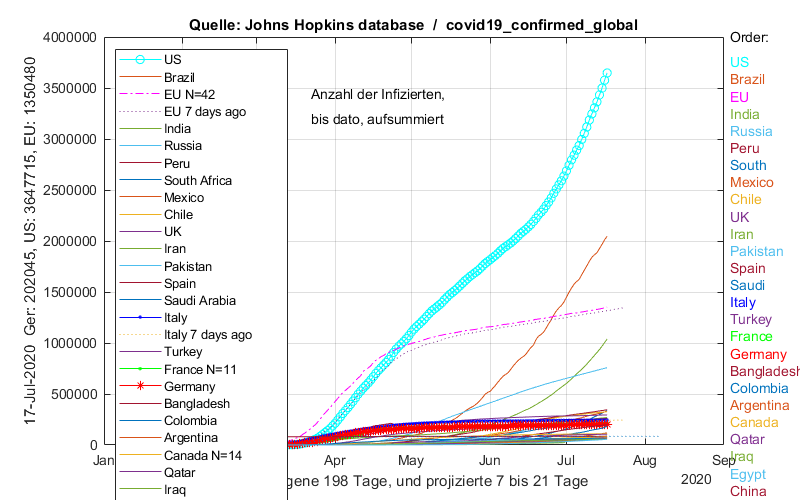 Quelle: Johns Hopkins database / covid19_confirmed_global
17-Jul-2020 Ger: 202045, US: 3647715, EU: 1350480
4000000
3500000
3000000
2500000
2000000
1500000
1000000
500000
0
US
Brazil
EU N=42
EU 7 days ago
India
Russia
Peru
South Africa
Mexico
Chile
UK
Iran
Pakistan
Spain
Saudi Arabia
Italy
Italy 7 days ago
Turkey
France N=11
Germany
Bangladesh
Colombia
Argentina
Canada N=14
Qatar
Iraq
Anzahl der Infizierten,
bis dato, aufsummiert
Jan Apr May Jun Jul Aug Sep
gene 198 Tage, und projizierte 7 bis 21 Tage
2020
Order:
US
Brazil
EU
India
Russia
Peru
South
Mexico
Chile
UK
Iran
Pakistan
Spain
Saudi
Italy
Turkey
France
Germany
Bangladesh
Colombia
Argentina
Canada
Qatar
Iraq
Egypt
China